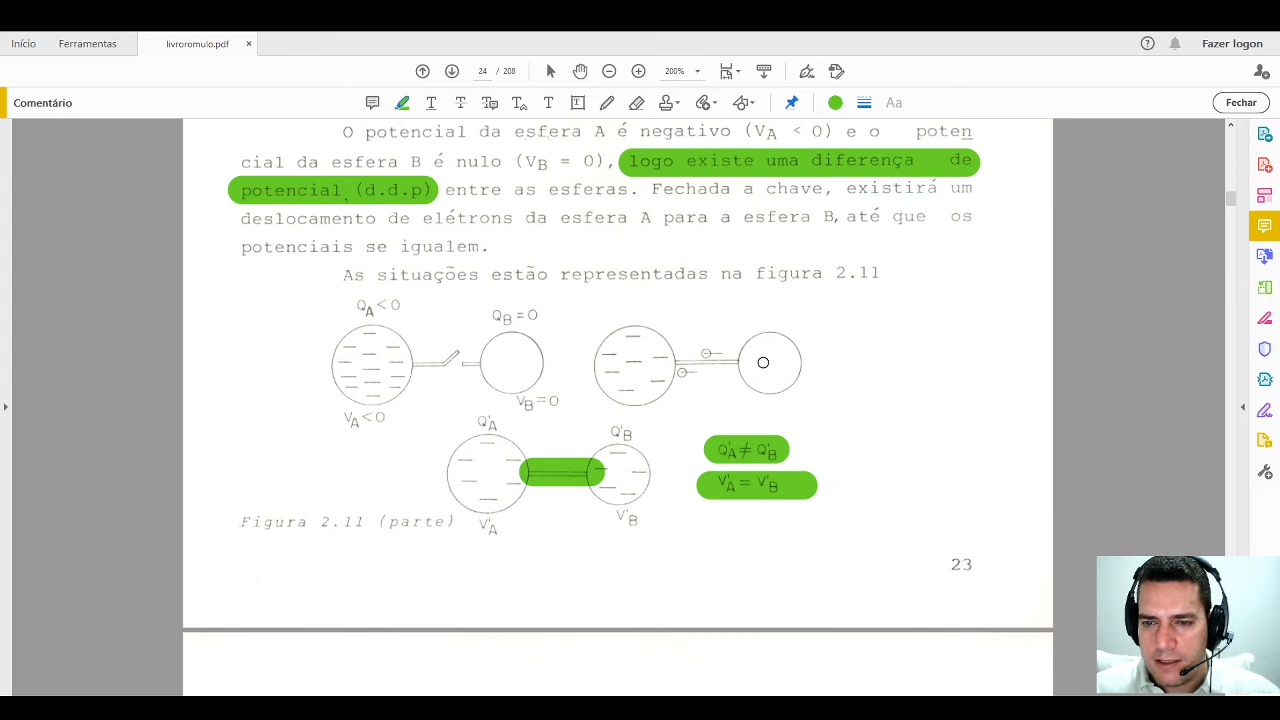 Início Ferramentas livroromulo.pdf × Fazer logon
24 / 208 200%
Comentário Aa Fechar
O potencial da esfera A é negativo (VA < 0) e o poten
cial da esfera B é nulo (VB = 0), logo existe uma diferença de
potencial (d.d.p) entre as esferas. Fechada a chave, existirá um
deslocamento de elétrons da esfera A para a esfera B, até que os
potenciais se igualem.
As situações estão representadas na figura 2.11
QA<0 QB=0
VA<0 VB=0
Q'A Q'B
Q'A ≠ Q'B
V'A = V'B
Figura 2.11 (parte) V'A V'B
23